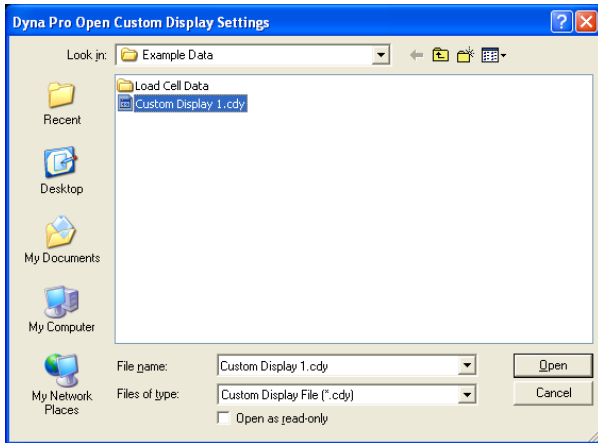 Dyna Pro Open Custom Display Settings
Look in: Example Data
Load Cell Data
Custom Display 1.cdy
Recent
Desktop
My Documents
My Computer
My Network
Places
File name: Custom Display 1.cdy Open
Files of type: Custom Display File (*.cdy) Cancel
Open as read-only